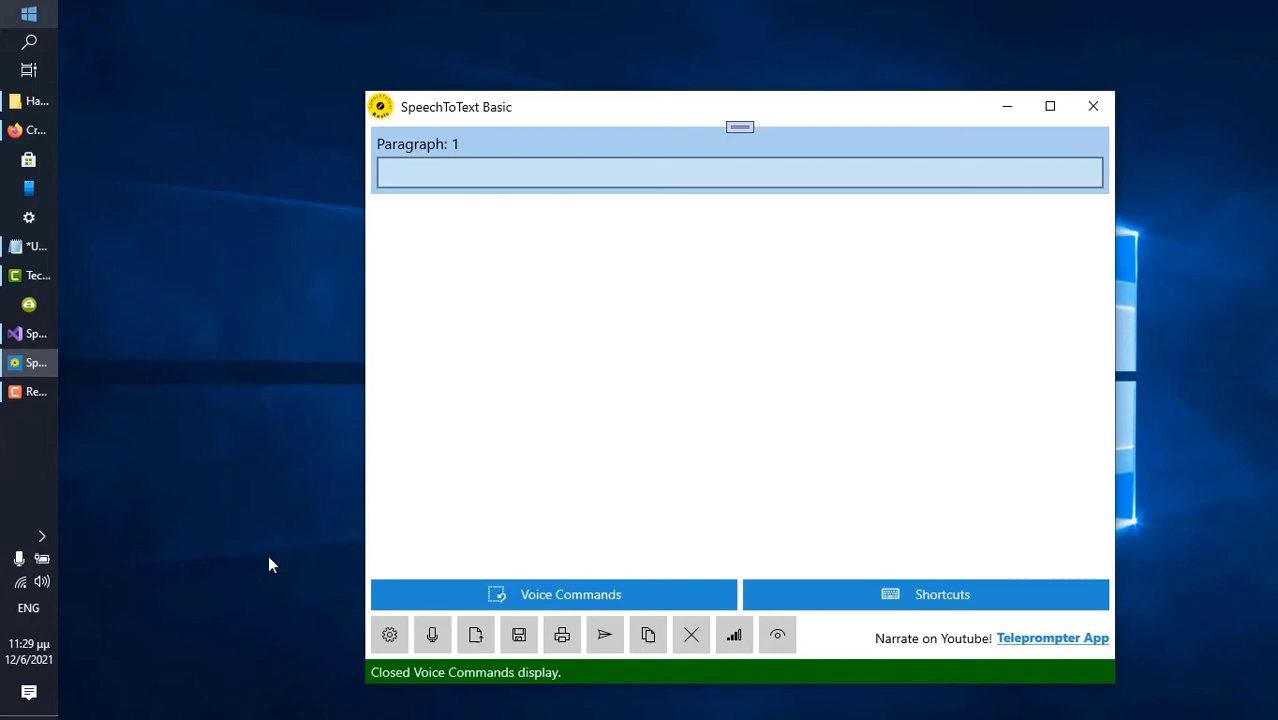 SpeechToText Basic
Paragraph: 1
Ha...
Cr...
*U...
Tec...
Sp...
Sp...
Re...
ENG
11:29 μμ
12/6/2021
Voice Commands
Shortcuts
Narrate on Youtube! Teleprompter App
Closed Voice Commands display.